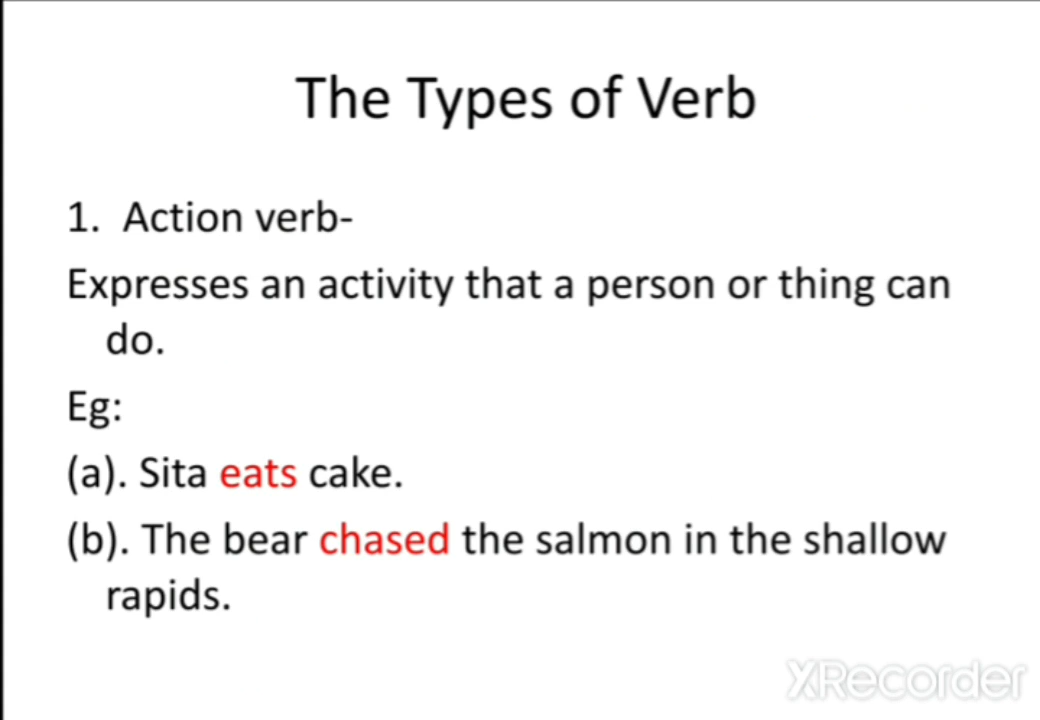 The Types of Verb
1. Action verb-
Expresses an activity that a person or thing can
do.
Eg:
(a). Sita eats cake.
(b). The bear chased the salmon in the shallow
rapids.
XRecorder